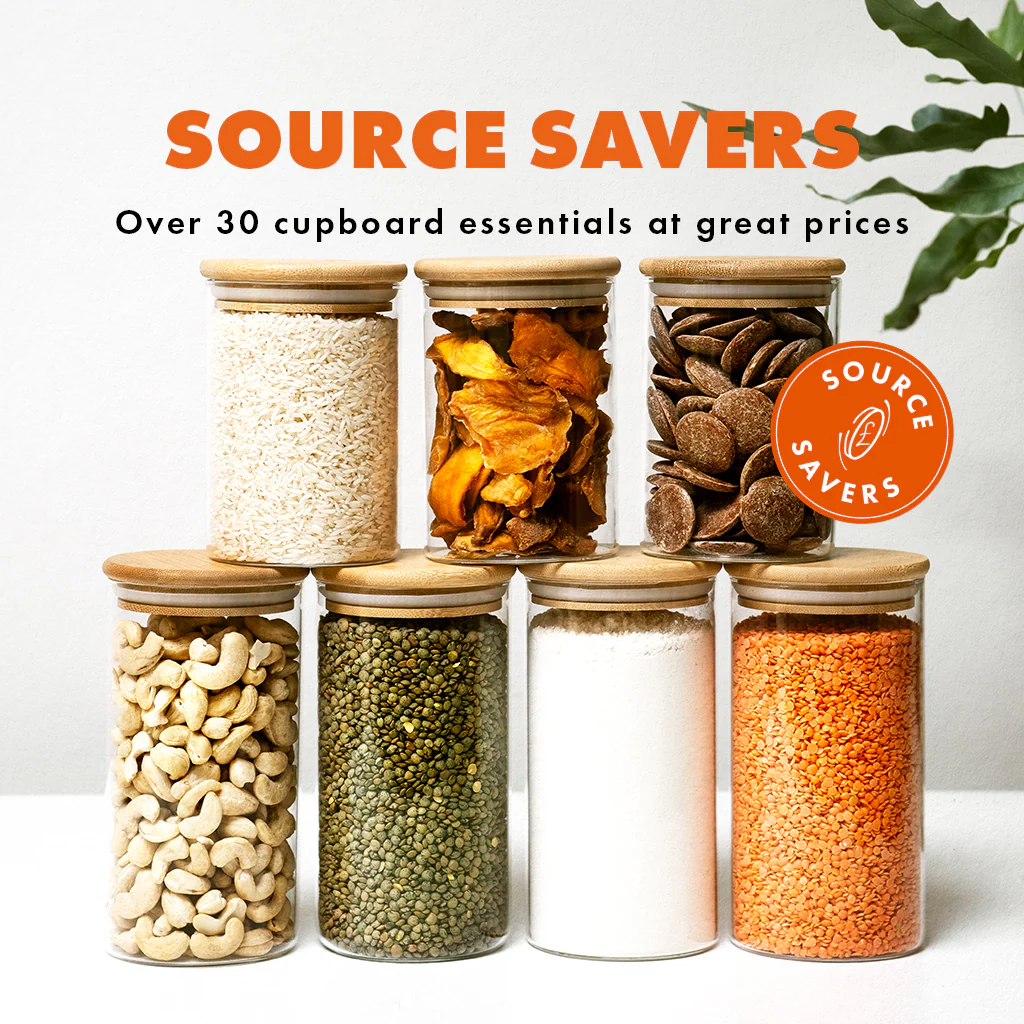 SOURCE SAVERS
Over 30 cupboard essentials at great prices
SOURCE
£
SAVERS